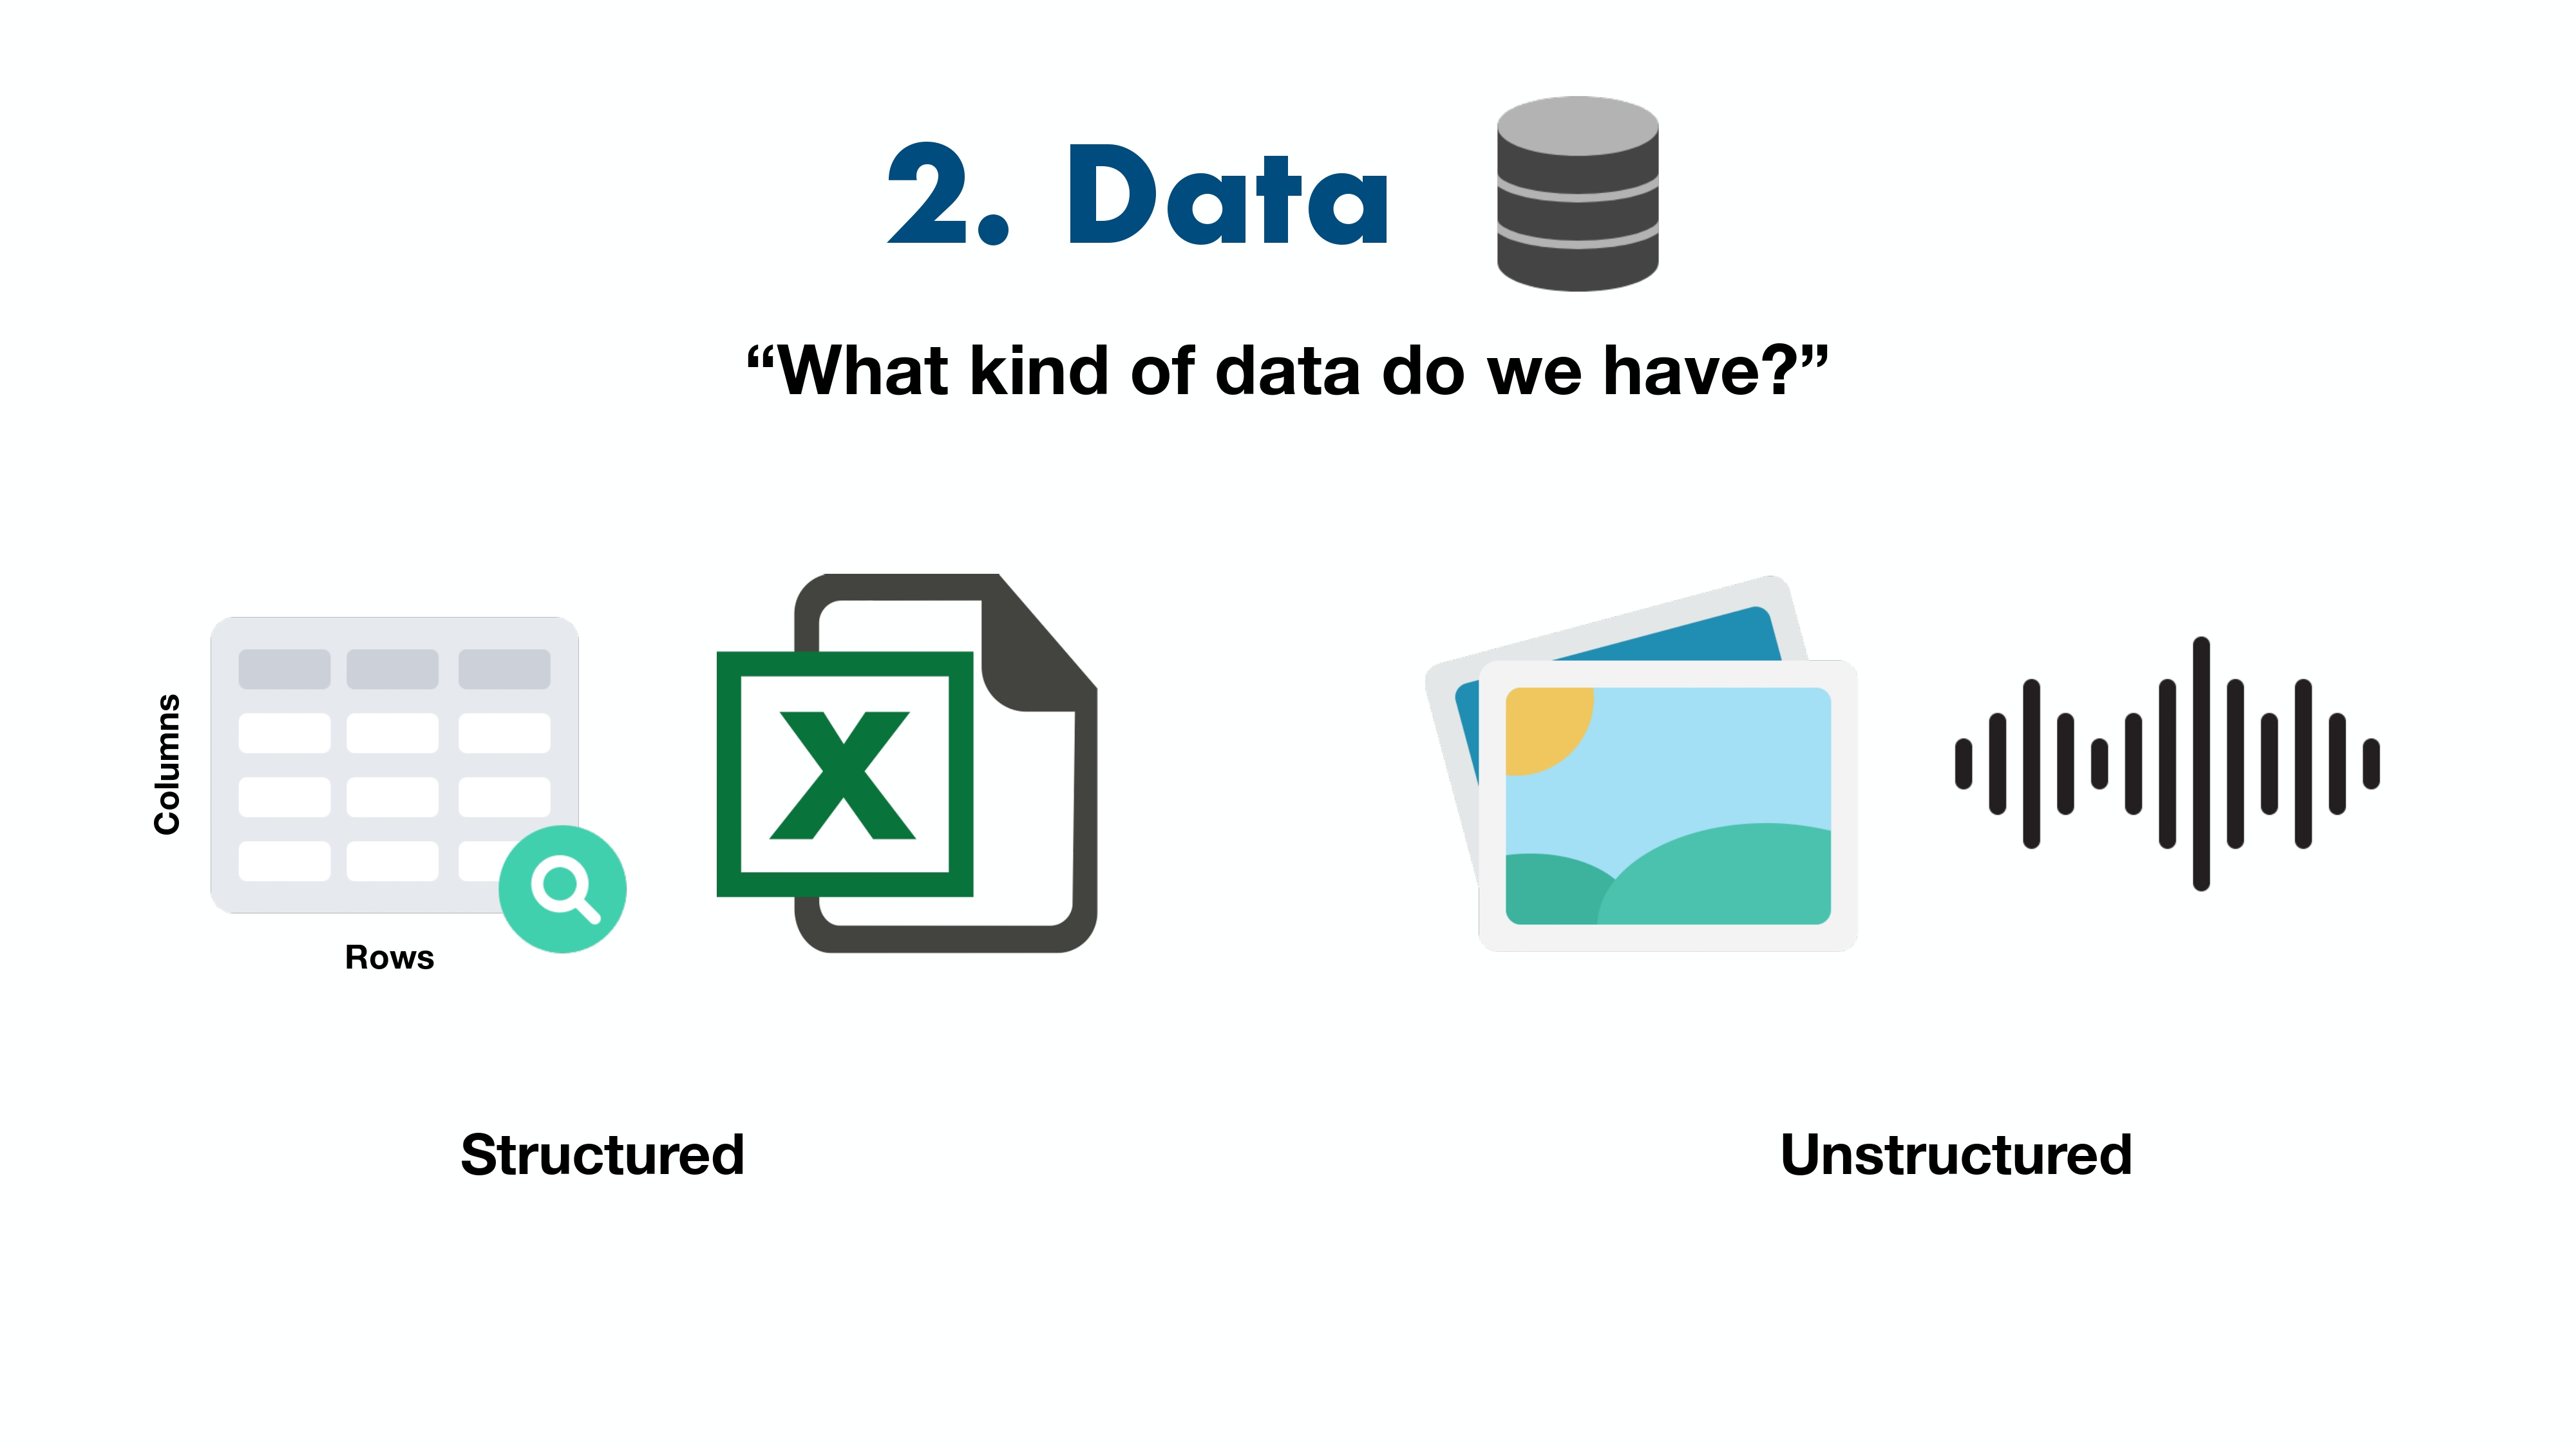 2. Data
“What kind of data do we have?”
Columns
X
Rows
Structured
Unstructured